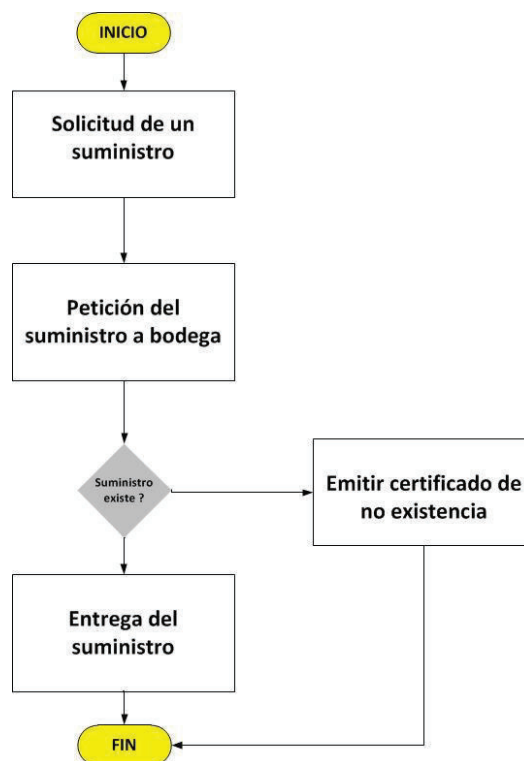 INICIO
Solicitud de un
suministro
Petición del
suministro a bodega
Suministro
existe ?
Emitir certificado de
no existencia
Entrega del
suministro
FIN